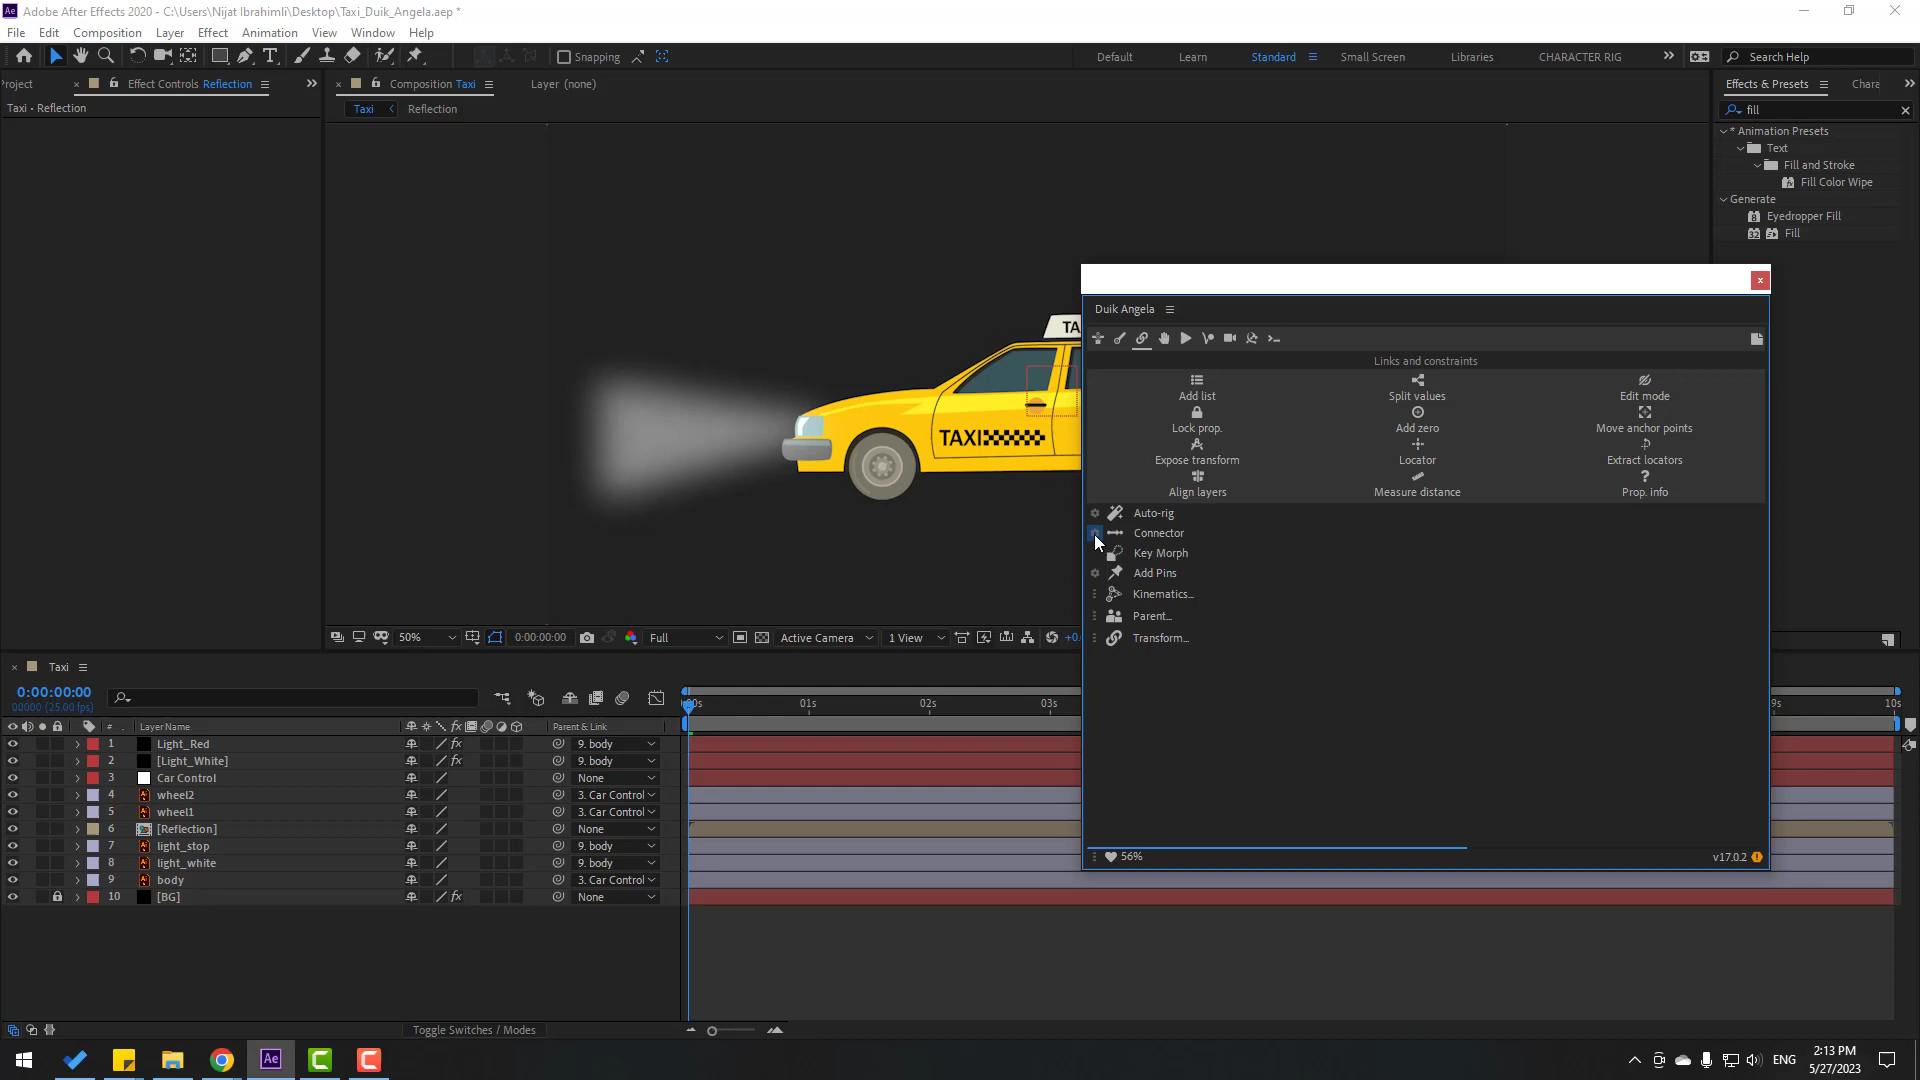 Adobe After Effects 2020 - C:\Users\Nijat Ibrahimli\Desktop\Taxi_Duik_Angela.aep *
File Edit Composition Layer Effect Animation View Window Help
Snapping Default Learn Standard Small Screen Libraries CHARACTER RIG Search Help
roject Effect Controls Reflection Composition Taxi Layer (none) Effects & Presets Chara
Taxi • Reflection Taxi Reflection fill
* Animation Presets
Text
Fill and Stroke
Fill Color Wipe
Generate
Eyedropper Fill
Fill
TA
TAXI
Duik Angela
Links and constraints
Add list Split values Edit mode
Lock prop. Add zero Move anchor points
Expose transform Locator Extract locators
Align layers Measure distance Prop. info
Auto-rig
Connector
Key Morph
Add Pins
Kinematics...
Parent...
Transform...
56% v17.0.2
50% 0:00:00:00 Full Active Camera 1 View +0.
Taxi
0:00:00:00
00000 (25.00 fps)
00s 01s 02s 03s 9s 10s
# Layer Name Parent & Link
1 Light_Red 9. body
2 [Light_White] 9. body
3 Car Control None
4 wheel2 3. Car Control
5 wheel1 3. Car Control
6 [Reflection] None
7 light_stop 9. body
8 light_white 9. body
9 body 3. Car Control
10 [BG] None
Toggle Switches / Modes
ENG 2:13 PM
5/27/2023